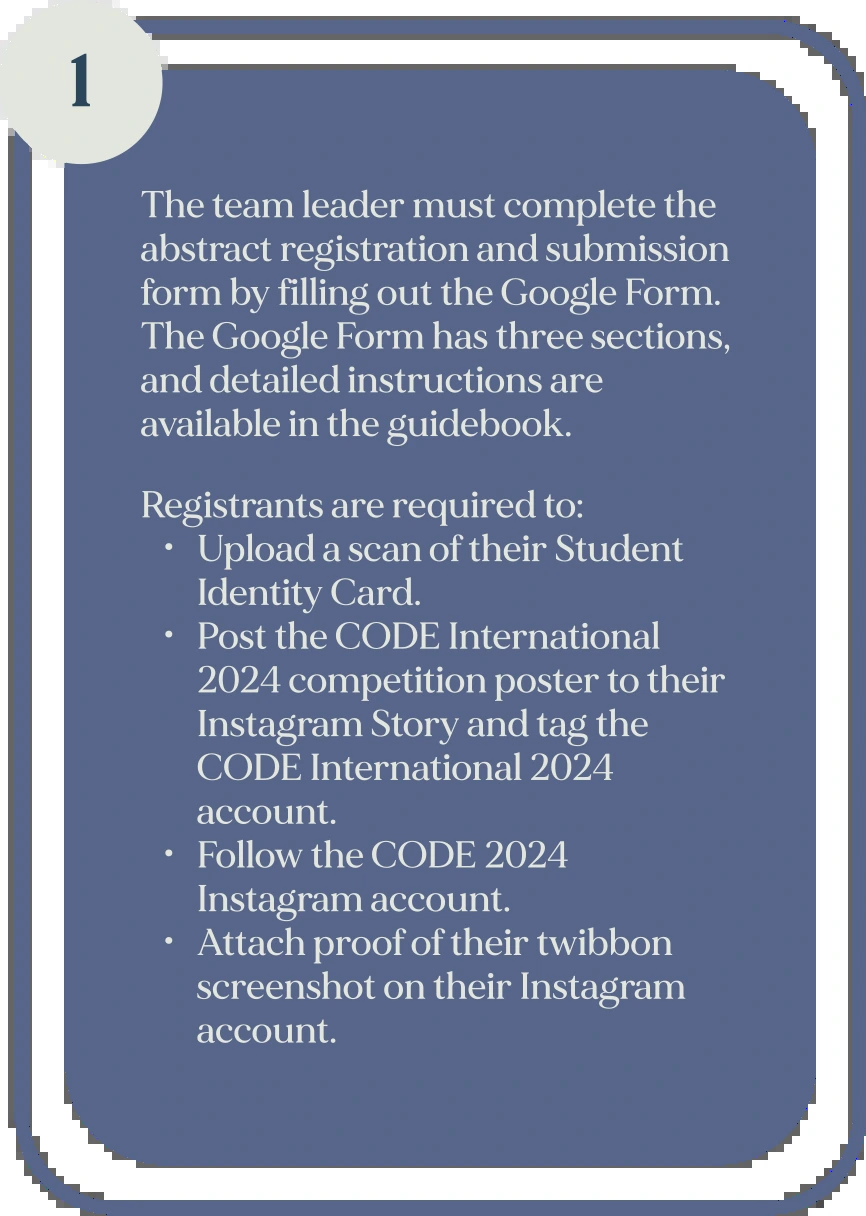 1
The team leader must complete the
abstract registration and submission
form by filling out the Google Form.
The Google Form has three sections,
and detailed instructions are
available in the guidebook.
Registrants are required to:
• Upload a scan of their Student
Identity Card.
• Post the CODE International
2024 competition poster to their
Instagram Story and tag the
CODE International 2024
account.
• Follow the CODE 2024
Instagram account.
• Attach proof of their twibbon
screenshot on their Instagram
account.